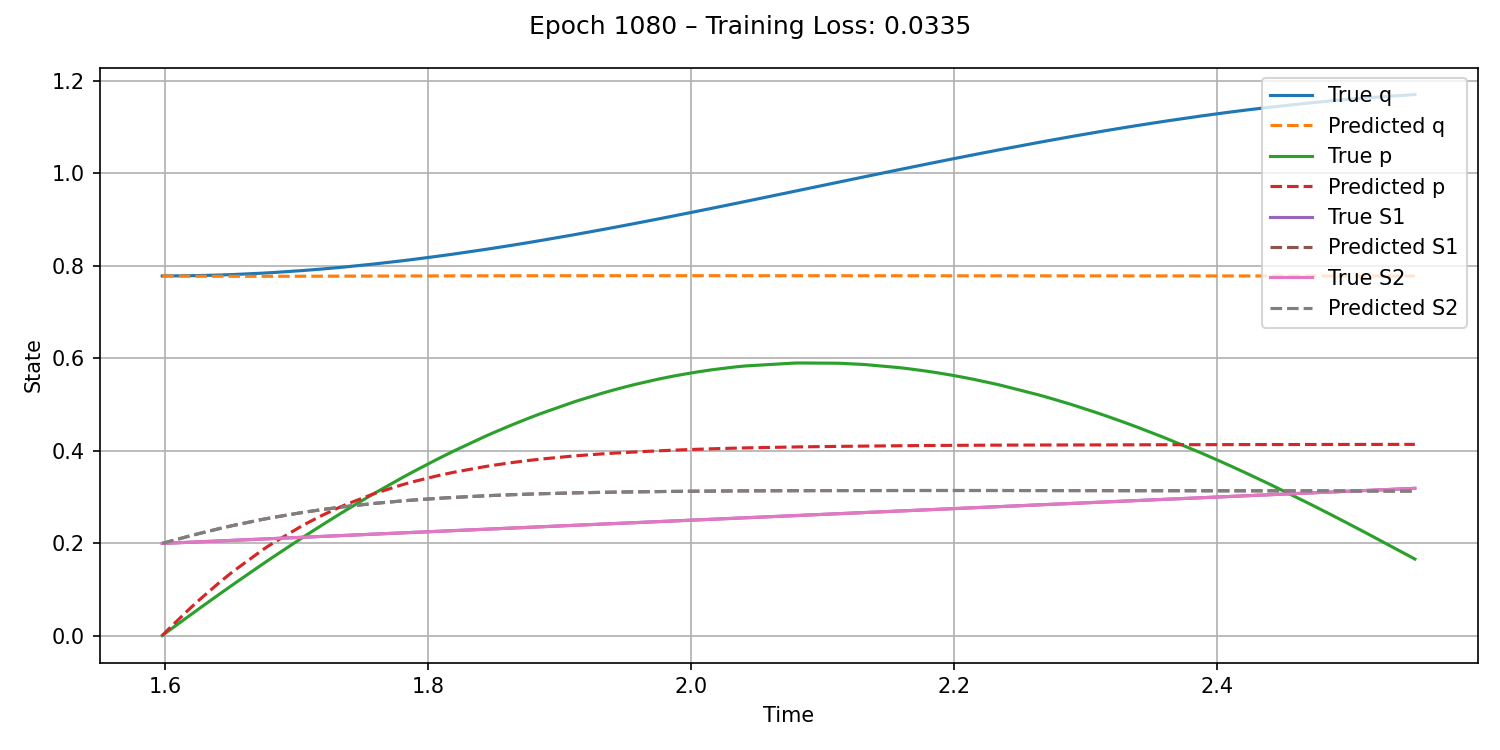 Epoch 1080 – Training Loss: 0.0335
1.2
1.0
0.8
0.6
0.4
0.2
0.0
State
True q
Predicted q
True p
Predicted p
True S1
Predicted S1
True S2
Predicted S2
1.6
1.8
2.0
2.2
2.4
Time